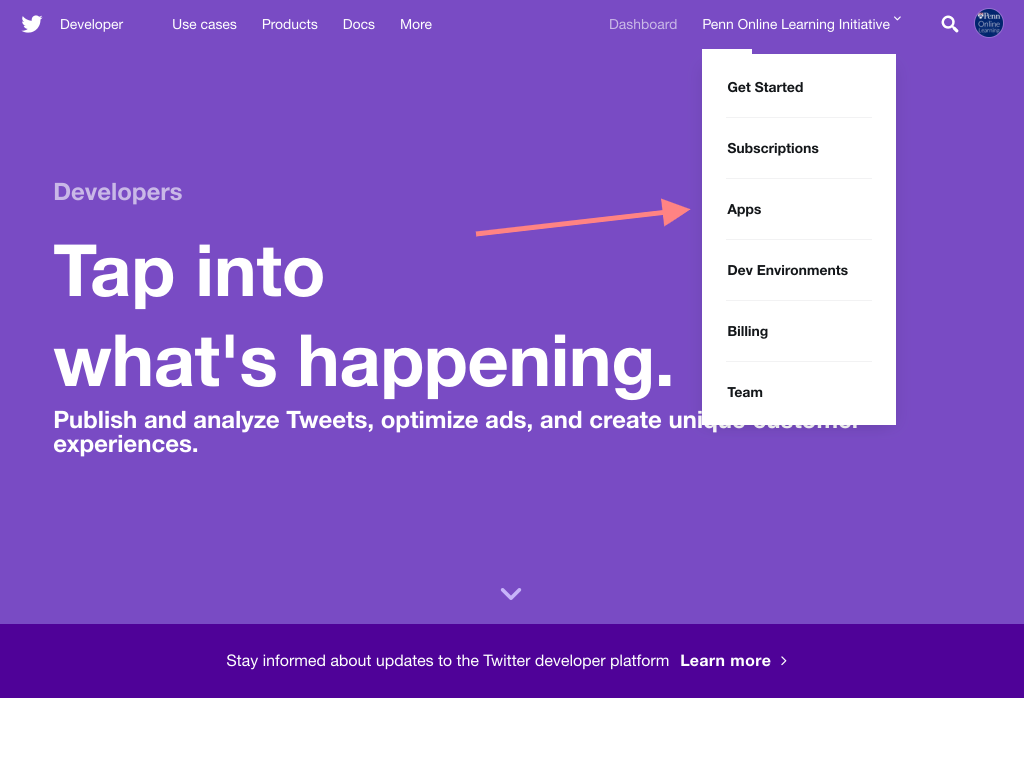 Developer
Use cases
Products
Docs
More
Dashboard
Penn Online Learning Initiative
Penn
Online
Learning
Get Started
Subscriptions
Apps
Dev Environments
Billing
Team
Developers
Tap into
what's happening.
Publish and analyze Tweets, optimize ads, and create unique customer
experiences.
Stay informed about updates to the Twitter developer platform Learn more